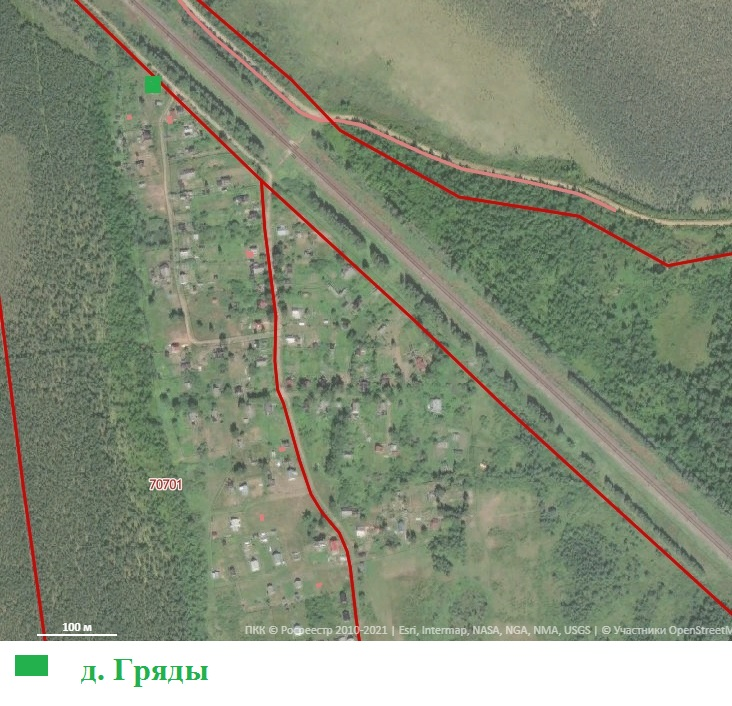 70701
100 м
ПКК © Росреестр 2010-2021 | Esri, Intermap, NASA, NGA, NMA, USGS | © Участники OpenStreetM
д. Гряды